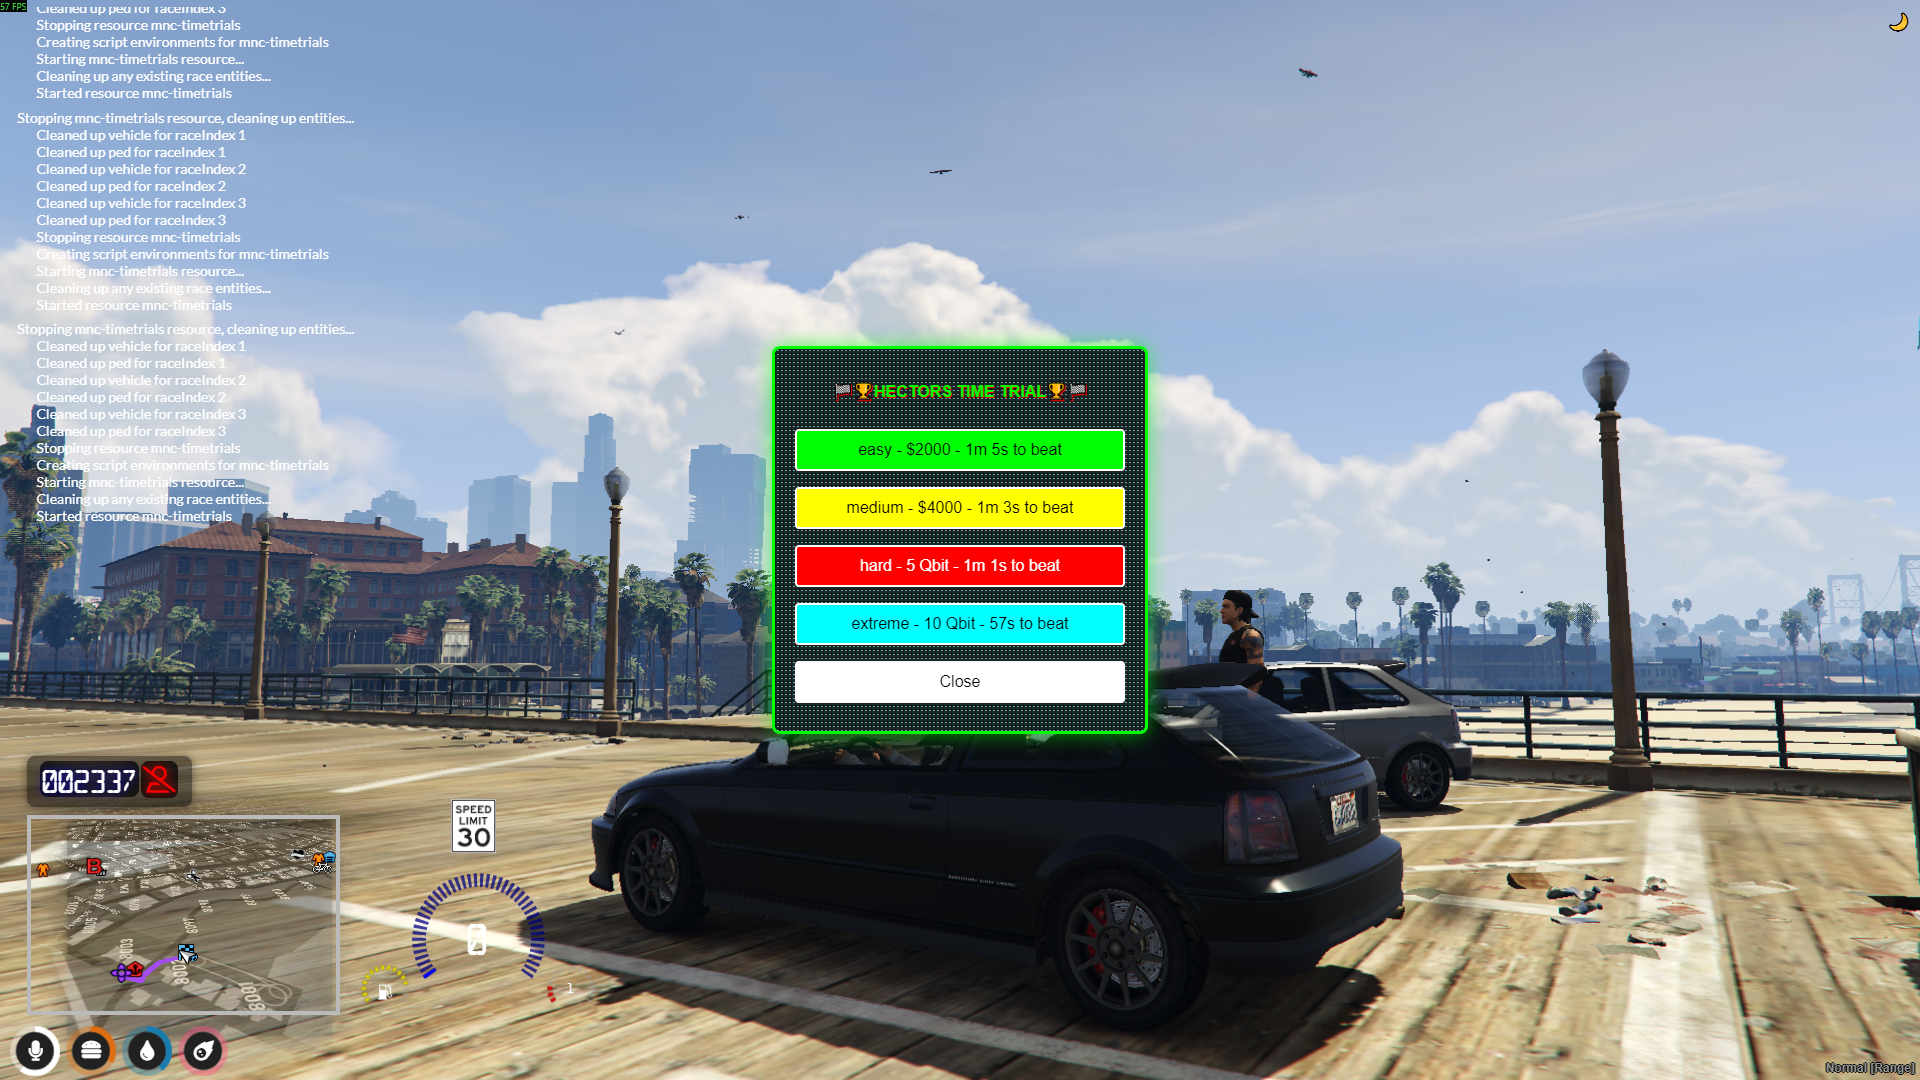 57 FPS
Cleaned up ped for raceIndex 3
Stopping resource mnc-timetrials
Creating script environments for mnc-timetrials
Starting mnc-timetrials resource...
Cleaning up any existing race entities...
Started resource mnc-timetrials
Stopping mnc-timetrials resource, cleaning up entities...
Cleaned up vehicle for raceIndex 1
Cleaned up ped for raceIndex 1
Cleaned up vehicle for raceIndex 2
Cleaned up ped for raceIndex 2
Cleaned up vehicle for raceIndex 3
Cleaned up ped for raceIndex 3
Stopping resource mnc-timetrials
Creating script environments for mnc-timetrials
Starting mnc-timetrials resource...
Cleaning up any existing race entities...
Started resource mnc-timetrials
Stopping mnc-timetrials resource, cleaning up entities...
Cleaned up vehicle for raceIndex 1
Cleaned up ped for raceIndex 1
Cleaned up vehicle for raceIndex 2
Cleaned up ped for raceIndex 2
Cleaned up vehicle for raceIndex 3
Cleaned up ped for raceIndex 3
Stopping resource mnc-timetrials
Creating script environments for mnc-timetrials
Starting mnc-timetrials resource...
Cleaning up any existing race entities...
Started resource mnc-timetrials
HECTORS TIME TRIAL
easy - $2000 - 1m 5s to beat
medium - $4000 - 1m 3s to beat
hard - 5 Qbit - 1m 1s to beat
extreme - 10 Qbit - 57s to beat
Close
002337
SPEED
LIMIT
30
B
8003
0
1
Normal [Range]